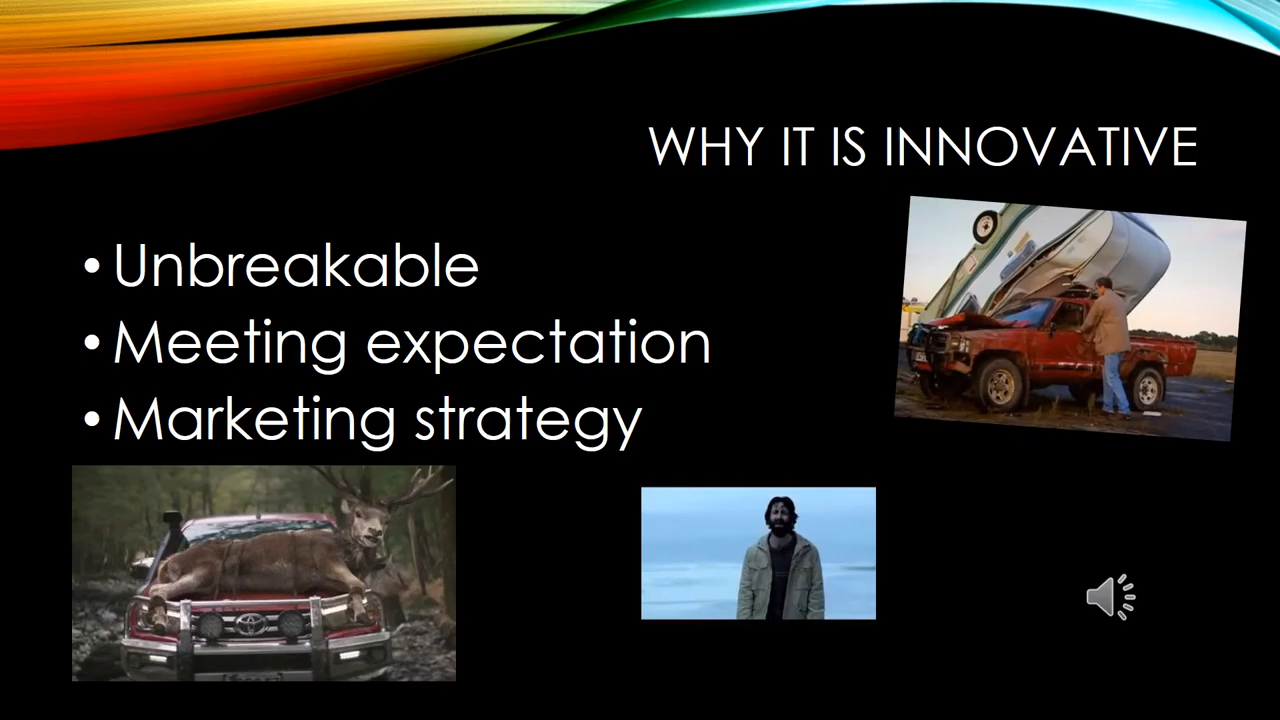 WHY IT IS INNOVATIVE
• Unbreakable
• Meeting expectation
• Marketing strategy